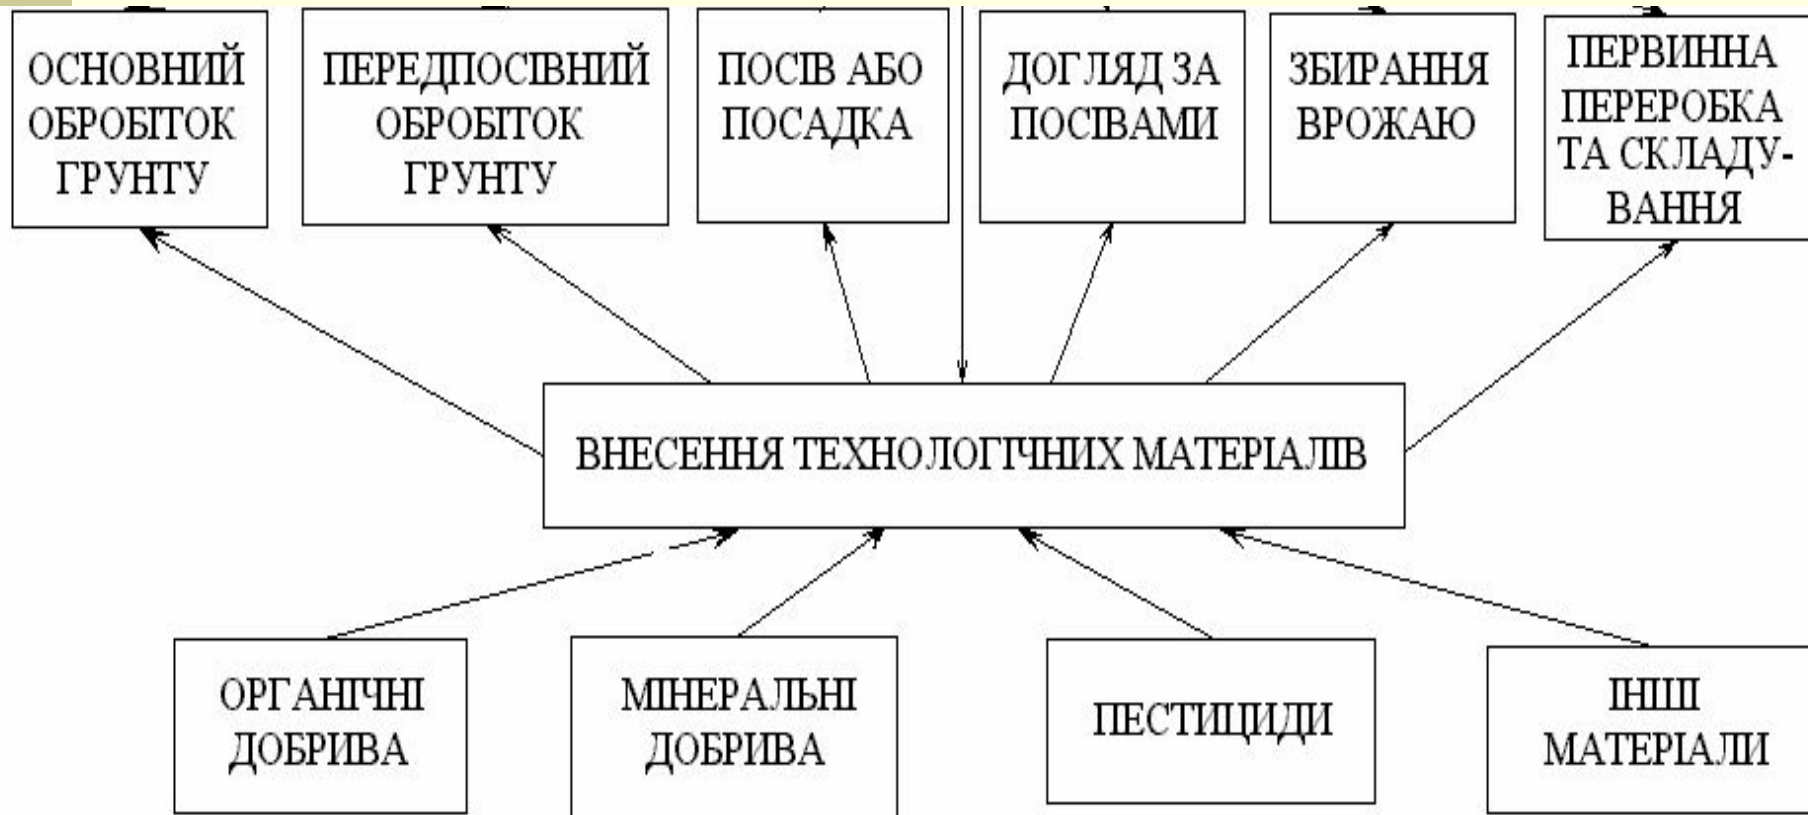 ОСНОВНИЙ
ОБРОБІТОК
ГРУНТУ
ПЕРЕДПОСІВНИЙ
ОБРОБІТОК
ГРУНТУ
ПОСІВ АБО
ПОСАДКА
ДОГЛЯД ЗА
ПОСІВАМИ
ЗБИРАННЯ
ВРОЖАЮ
ПЕРВИННА
ПЕРЕРОБКА
ТА СКЛАДУ-
ВАННЯ
ВНЕСЕННЯ ТЕХНОЛОГІЧНИХ МАТЕРІАЛІВ
ОРГАНІЧНІ
ДОБРИВА
МІНЕРАЛЬНІ
ДОБРИВА
ПЕСТИЦИДИ
ІНШІ
МАТЕРІАЛИ